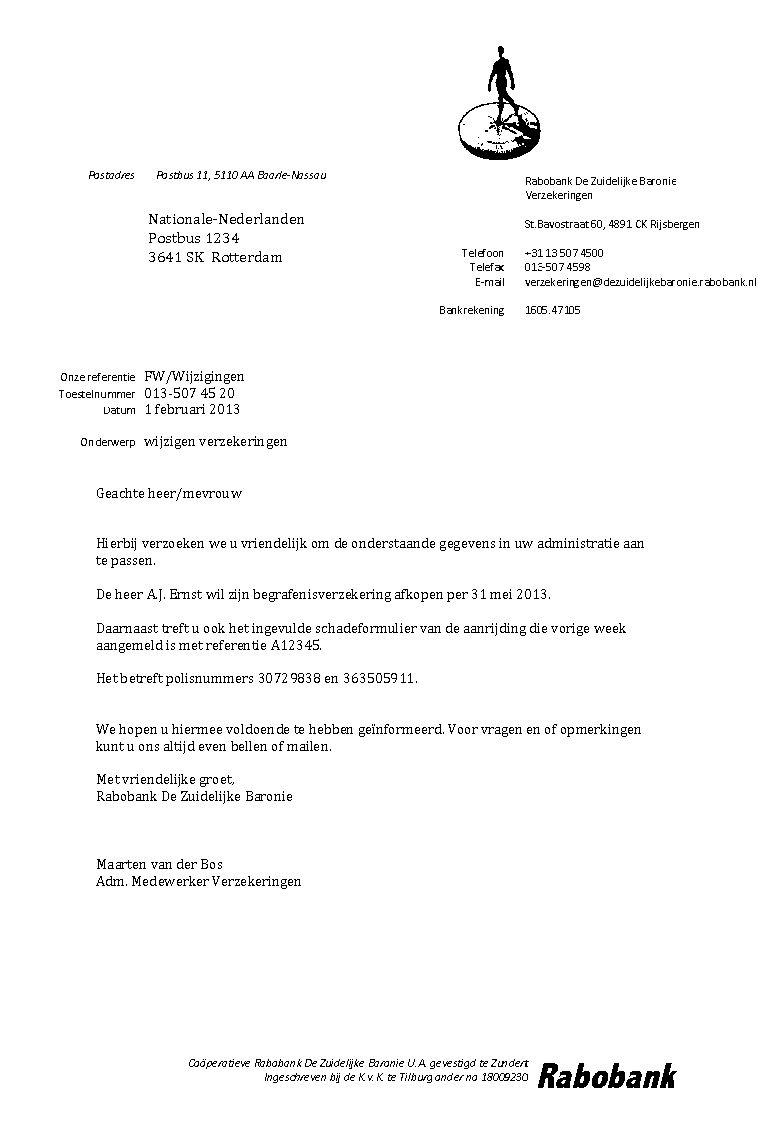 Postadres Postbus 11, 5110 AA Baarle-Nassau
Rabobank De Zuidelijke Baronie
Verzekeringen
St.Bavostraat 60, 4891 CK Rijsbergen
Nationale-Nederlanden
Postbus 1234
3641 SK Rotterdam
Telefoon +31 13 507 4500
Telefax 013-507 4598
E-mail verzekeringen@dezuidelijkebaronie.rabobank.nl
Bankrekening 1605.47105
Onze referentie FW/Wijzigingen
Toestelnummer 013-507 45 20
Datum 1 februari 2013
Onderwerp wijzigen verzekeringen
Geachte heer/mevrouw
Hierbij verzoeken we u vriendelijk om de onderstaande gegevens in uw administratie aan
te passen.
De heer A.J. Ernst wil zijn begrafenisverzekering afkopen per 31 mei 2013.
Daarnaast treft u ook het ingevulde schadeformulier van de aanrijding die vorige week
aangemeld is met referentie A12345.
Het betreft polisnummers 30729838 en 363505911.
We hopen u hiermee voldoende te hebben geïnformeerd. Voor vragen en of opmerkingen
kunt u ons altijd even bellen of mailen.
Met vriendelijke groet,
Rabobank De Zuidelijke Baronie
Maarten van der Bos
Adm. Medewerker Verzekeringen
Coöperatieve Rabobank De Zuidelijke Baronie U.A. gevestigd te Zundert
Ingeschreven bij de K.v.K. te Tilburg onder no 18009230
Rabobank